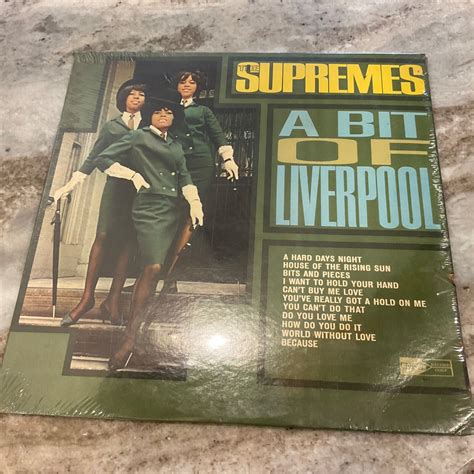 THE
SUPREMES
A BIT
OF
LIVERPOOL
A HARD DAYS NIGHT
HOUSE OF THE RISING SUN
BITS AND PIECES
I WANT TO HOLD YOUR HAND
CAN'T BUY ME LOVE
YOU'VE REALLY GOT A HOLD ON ME
YOU CAN'T DO THAT
DO YOU LOVE ME
HOW DO YOU DO IT
WORLD WITHOUT LOVE
BECAUSE